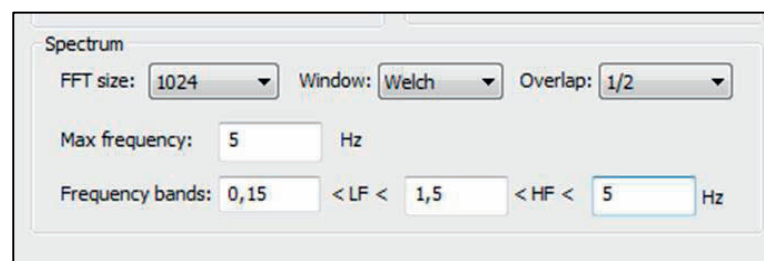 Spectrum
FFT size: 1024 Window: Welch Overlap: 1/2
Max frequency: 5 Hz
Frequency bands: 0,15 < LF < 1,5 < HF < 5 Hz